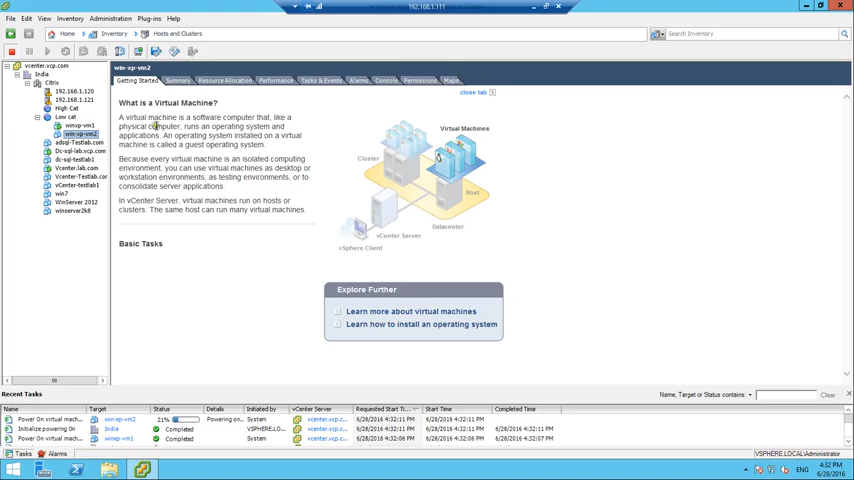 192.168.1.111
File Edit View Inventory Administration Plug-ins Help
Home Inventory Hosts and Clusters Search Inventory
vcenter.vcp.com
India
Citrix
192.168.1.120
192.168.1.121
High Cat
Low cat
win-xp-vm1
win-xp-vm2
adsql-Testlab.com
Dc-sql-lab.vcp.com
dc-sql-testlab1
Vcenter.lab.com
Vcenter-Testlab.com
vCenter-testlab1
win7
WinServer 2012
winserver2k8
win-xp-vm2
Getting Started Summary Resource Allocation Performance Tasks & Events Alarms Console Permissions Maps
close tab X
What is a Virtual Machine?
A virtual machine is a software computer that, like a
physical computer, runs an operating system and
applications. An operating system installed on a virtual
machine is called a guest operating system.
Because every virtual machine is an isolated computing
environment, you can use virtual machines as desktop or
workstation environments, as testing environments, or to
consolidate server applications.
In vCenter Server, virtual machines run on hosts or
clusters. The same host can run many virtual machines.
Basic Tasks
Virtual Machines
Cluster
Host
Datacenter
vCenter Server
vSphere Client
Explore Further
Learn more about virtual machines
Learn how to install an operating system
Recent Tasks
Name, Target or Status contains: Clear
Name Target Status Details Initiated by vCenter Server Requested Start Ti... Start Time Completed Time
Power On virtual mach... win-xp-vm2 21% Powering on... System vcenter.vcp.c... 6/28/2016 4:32:11 PM 6/28/2016 4:32:11 PM
Initialize powering On India Completed VSPHERE.LO... vcenter.vcp.c... 6/28/2016 4:32:11 PM 6/28/2016 4:32:11 PM 6/28/2016 4:32:11 PM
Power On virtual mach... winxp-vm1 Completed System vcenter.vcp.c... 6/28/2016 4:32:06 PM 6/28/2016 4:32:06 PM 6/28/2016 4:32:07 PM
Tasks Alarms VSPHERE.LOCAL\Administrator
ENG 4:32 PM
6/28/2016